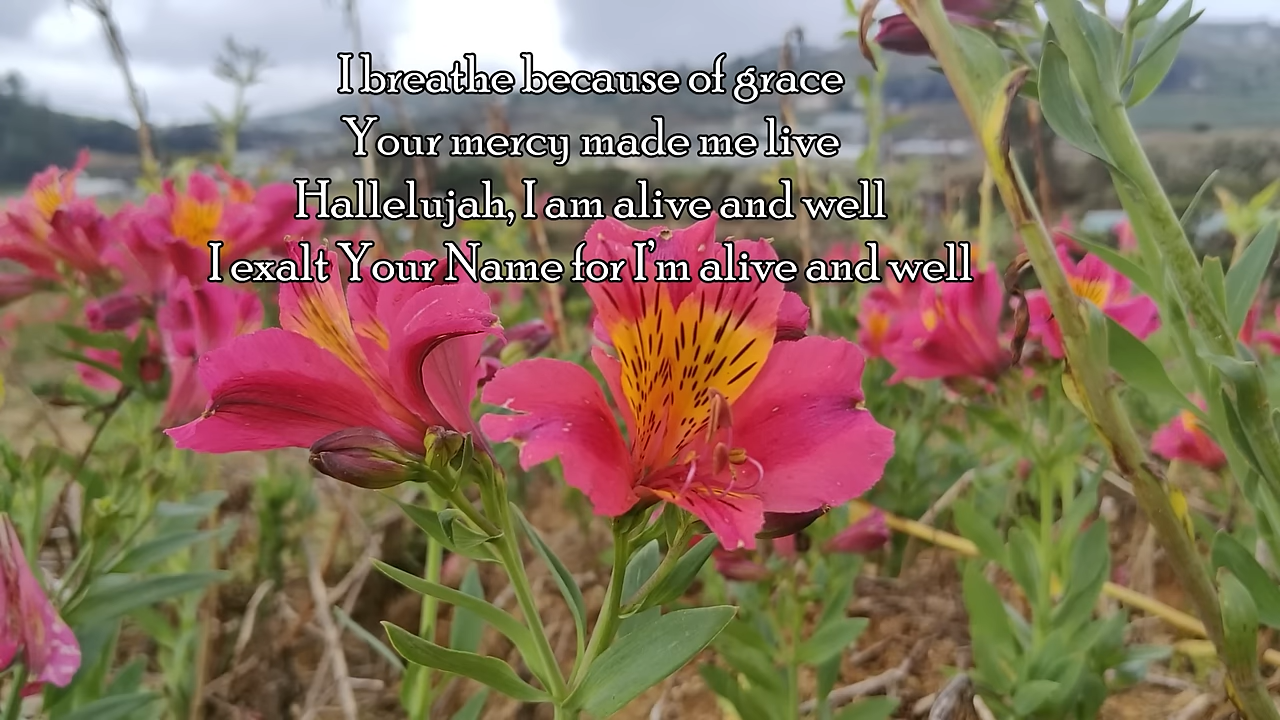 I breathe because of grace
Your mercy made me live
Hallelujah, I am alive and well
I exalt Your Name for I'm alive and well